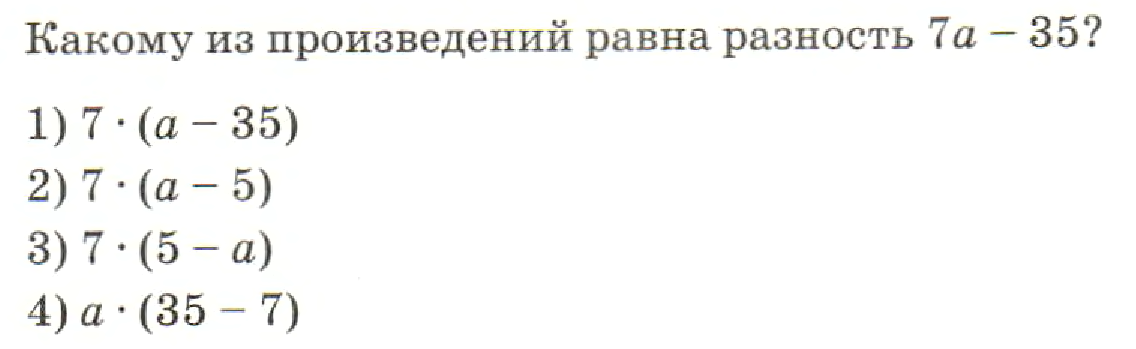 Какому из произведений равна разность 7a − 35?
1) 7 · (a − 35)
2) 7 · (a − 5)
3) 7 · (5 − a)
4) a · (35 − 7)